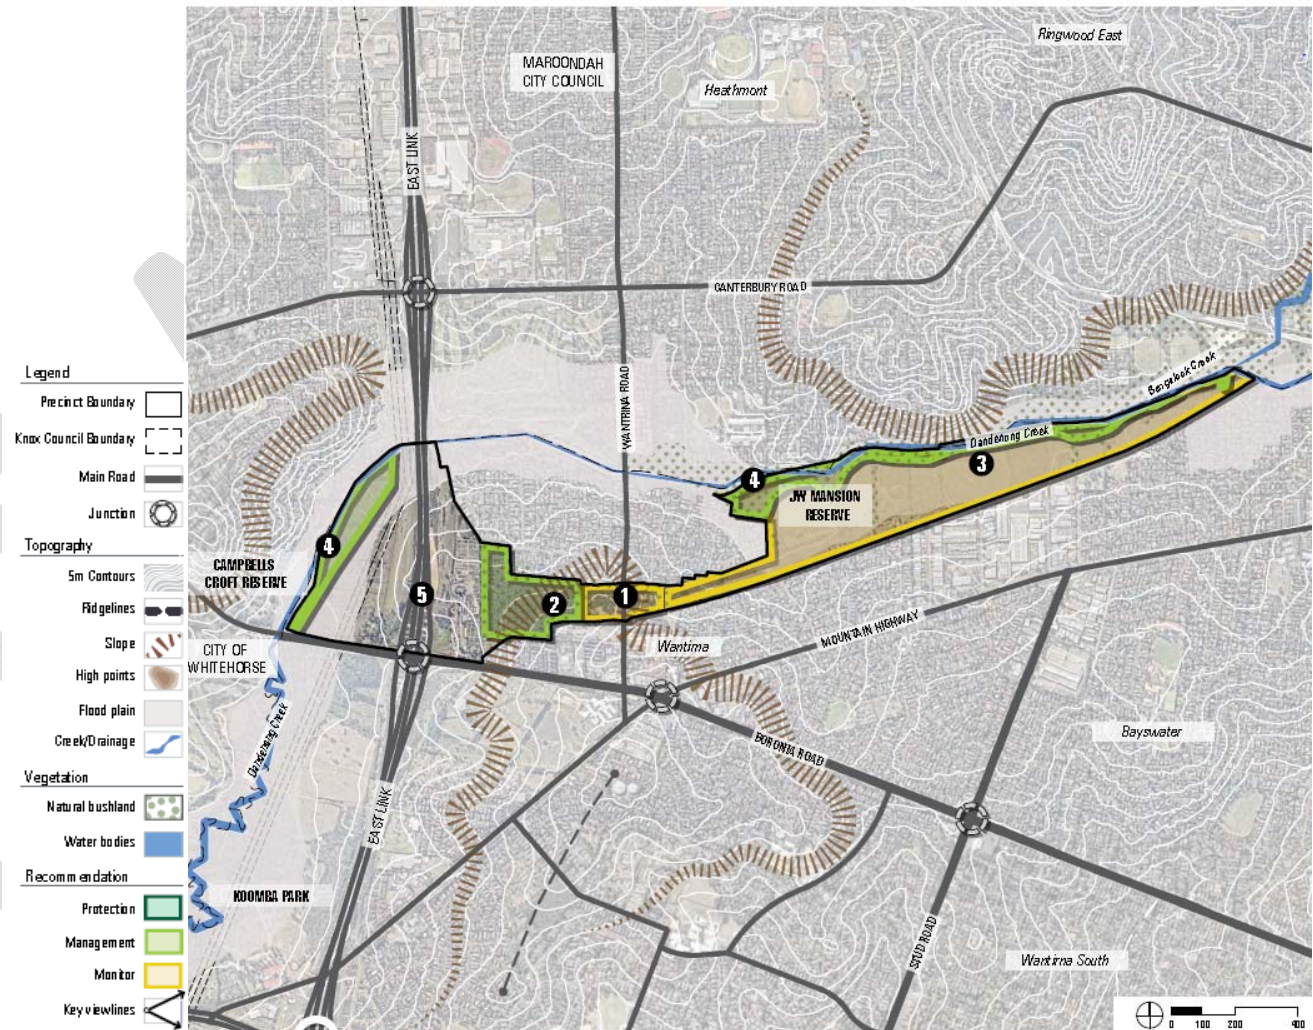 Ringwood East
MAROONDAH
CITY COUNCIL
Heathmont
EAST LINK
CANTERBURY ROAD
WANTRINA ROAD
Bengalook Creek
Dandenong Creek
3
4
JW MANSION
RESERVE
4
CAMPBELLS
CROFT RESERVE
5
2
1
CITY OF
WHITEHORSE
Wantirna
MOUNTAIN HIGHWAY
Dandenong Creek
BORONIA ROAD
Bayswater
EAST LINK
KOOMBA PARK
STUD ROAD
Wantirna South
Legend
Precinct Boundary
Knox Council Boundary
Main Road
Junction
Topography
5m Contours
Ridgelines
Slope
High points
Flood plain
Creek/Drainage
Vegetation
Natural bushland
Water bodies
Recommendation
Protection
Management
Monitor
Key viewlines
0 100 200 400